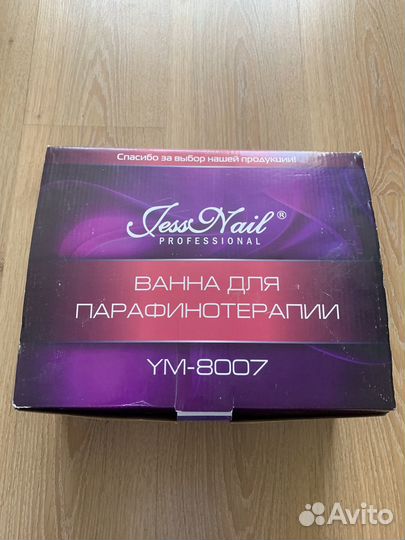 Спасибо за выбор нашей продукции!
JessNail®
PROFESSIONAL
ВАННА ДЛЯ
ПАРАФИНОТЕРАПИИ
YM-8007
Avito